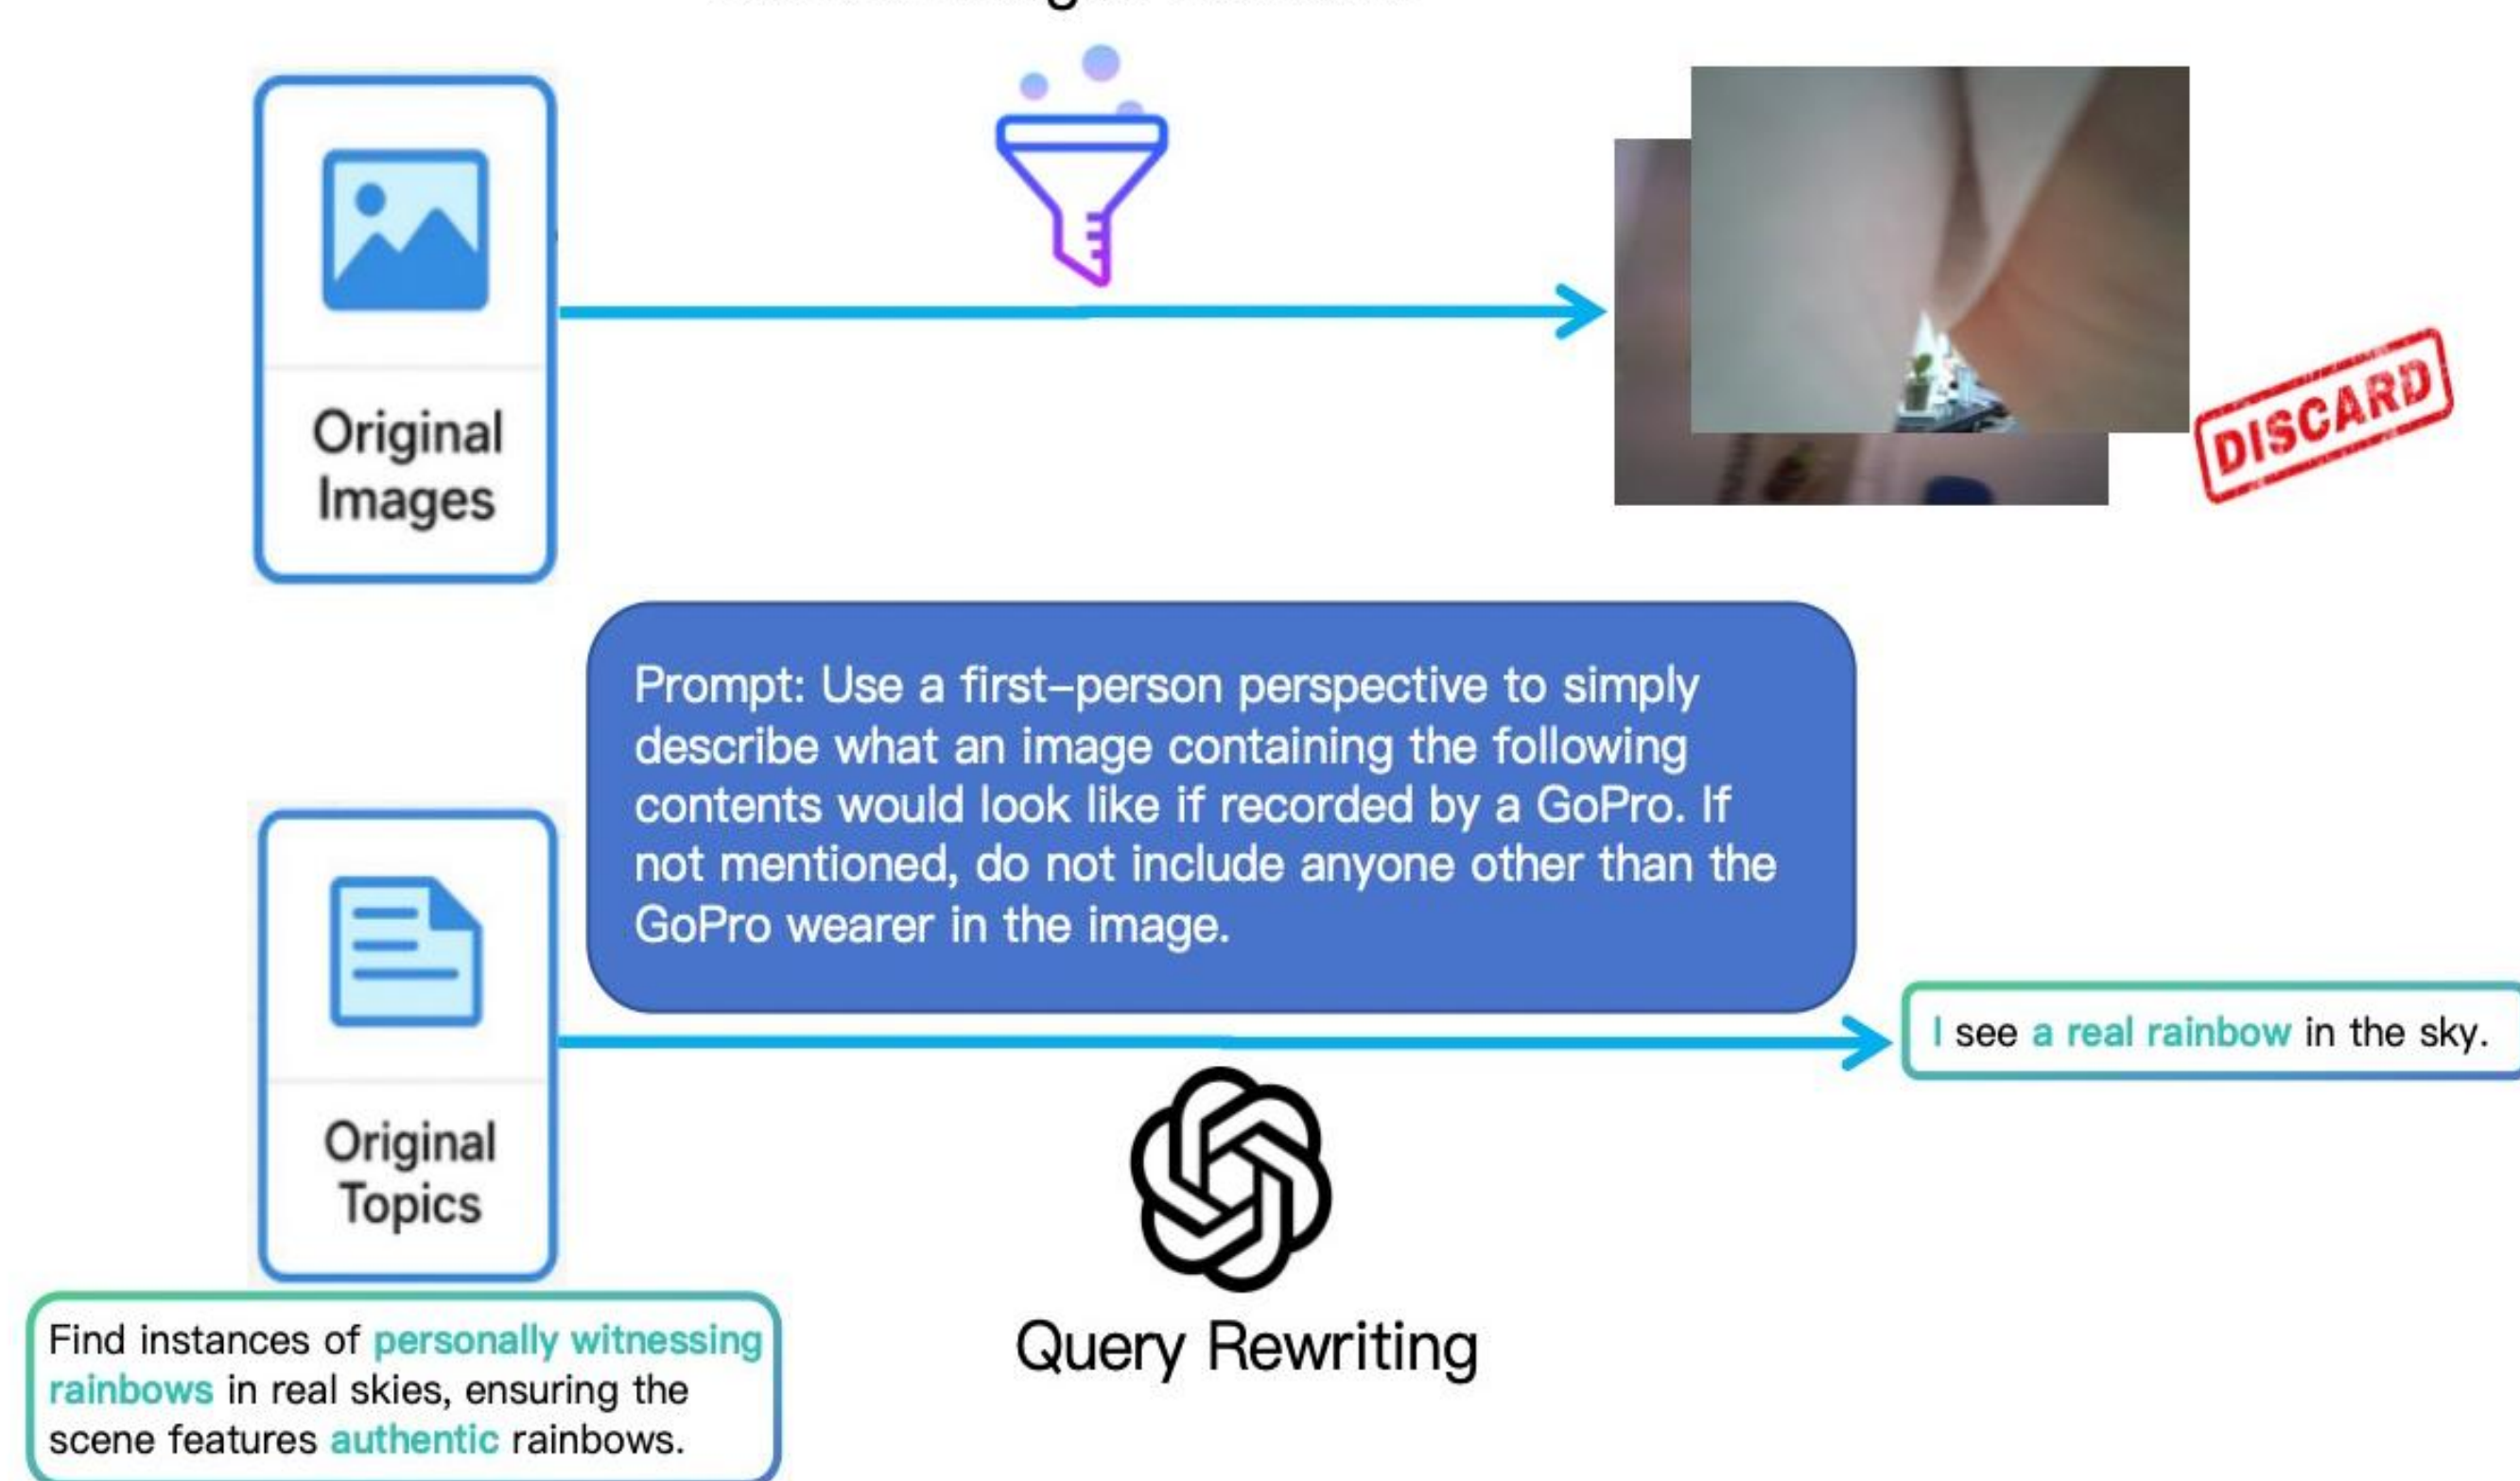 Original
Images
DISCARD
Prompt: Use a first-person perspective to simply
describe what an image containing the following
contents would look like if recorded by a GoPro. If
not mentioned, do not include anyone other than the
GoPro wearer in the image.
I see a real rainbow in the sky.
Original
Topics
Query Rewriting
Find instances of personally witnessing
rainbows in real skies, ensuring the
scene features authentic rainbows.